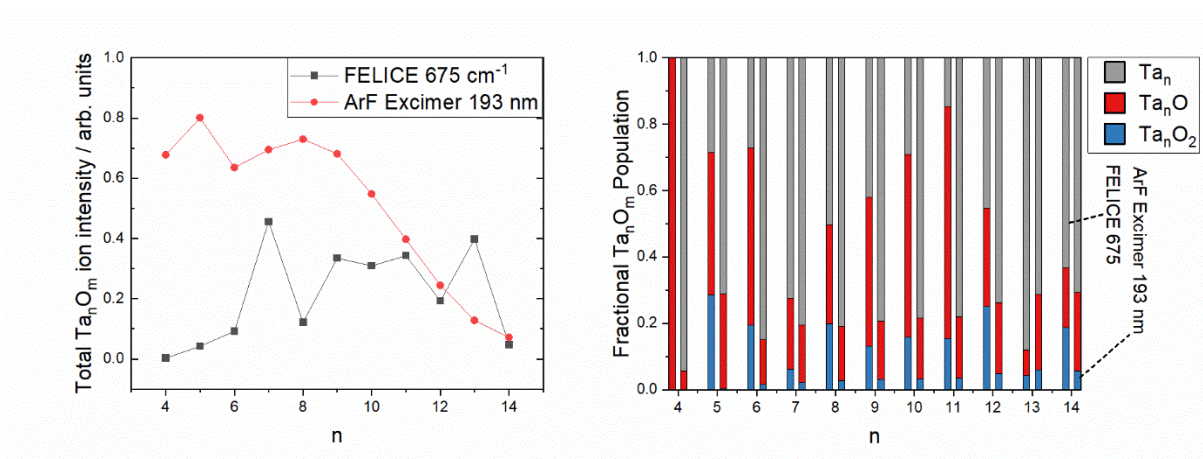 Total TaₙOₘ ion intensity / arb. units
1.0
0.8
0.6
0.4
0.2
0.0
FELICE 675 cm⁻¹
ArF Excimer 193 nm
4 6 8 10 12 14
n
Fractional TaₙOₘ Population
1.0
0.8
0.6
0.4
0.2
0.0
4 5 6 7 8 9 10 11 12 13 14
n
Taₙ
TaₙO
TaₙO₂
ArF Excimer 193 nm
FELICE 675